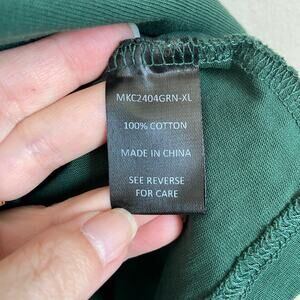 MKC2404GRN-XL
100% COTTON
MADE IN CHINA
SEE REVERSE
FOR CARE